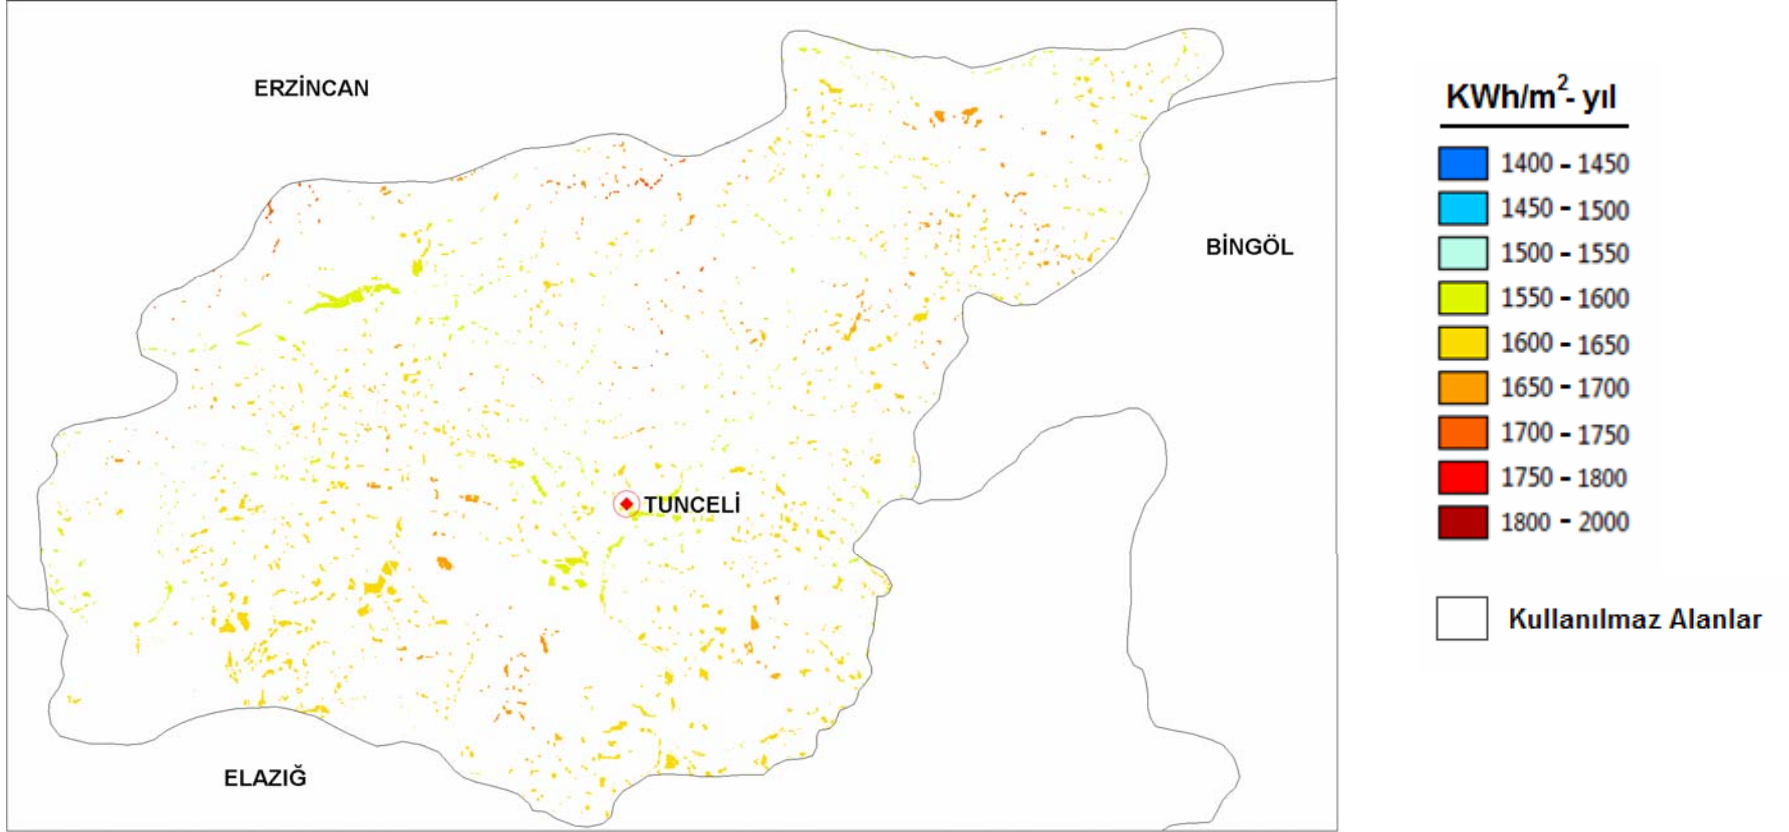 ERZİNCAN
BİNGÖL
TUNCELİ
ELAZIĞ
KWh/m²- yıl
1400 - 1450
1450 - 1500
1500 - 1550
1550 - 1600
1600 - 1650
1650 - 1700
1700 - 1750
1750 - 1800
1800 - 2000
Kullanılmaz Alanlar